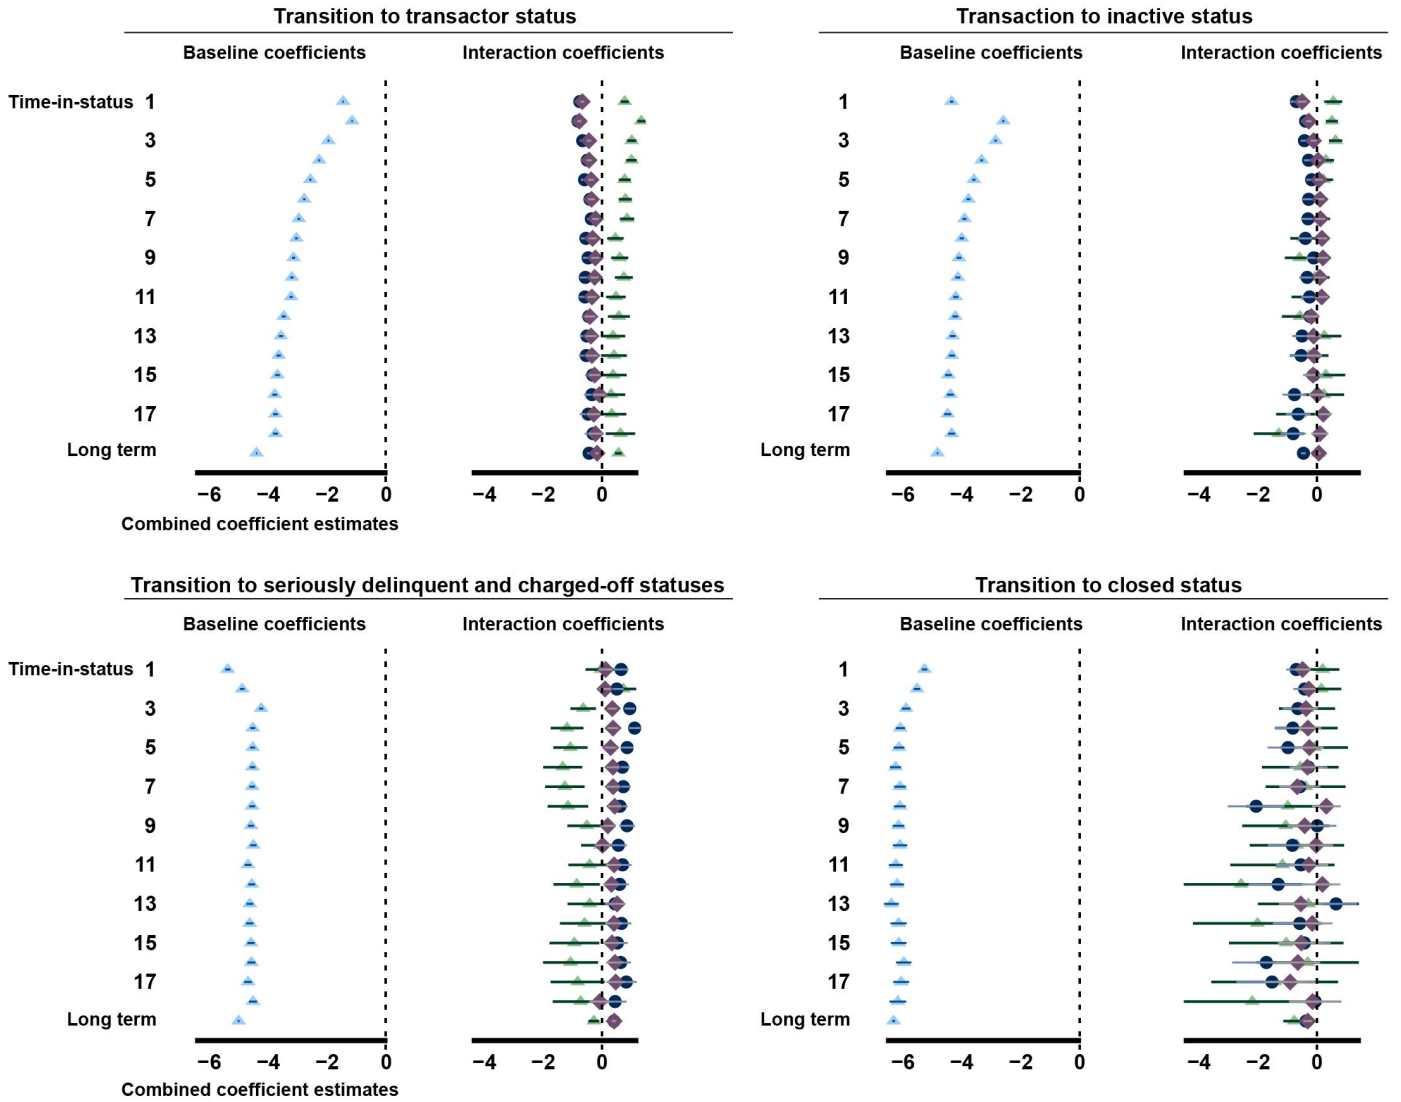 Transition to transactor status
Baseline coefficients
Interaction coefficients
Time-in-status 1
3
5
7
9
11
13
15
17
Long term
−6 −4 −2 0
−4 −2 0
Combined coefficient estimates
Transaction to inactive status
Baseline coefficients
Interaction coefficients
1
3
5
7
9
11
13
15
17
Long term
−6 −4 −2 0
−4 −2 0
Transition to seriously delinquent and charged-off statuses
Baseline coefficients
Interaction coefficients
Time-in-status 1
3
5
7
9
11
13
15
17
Long term
−6 −4 −2 0
−4 −2 0
Combined coefficient estimates
Transition to closed status
Baseline coefficients
Interaction coefficients
1
3
5
7
9
11
13
15
17
Long term
−6 −4 −2 0
−4 −2 0